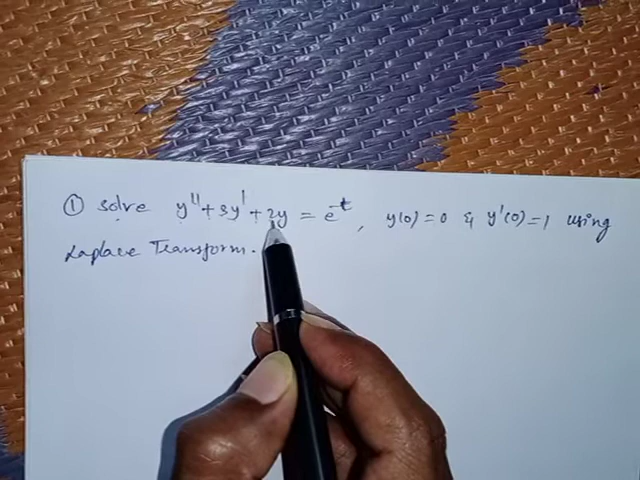 ① Solve y'' + 3y' + 2y = e^-t , y(0) = 0 & y'(0) = 1 using
Laplace Transform.